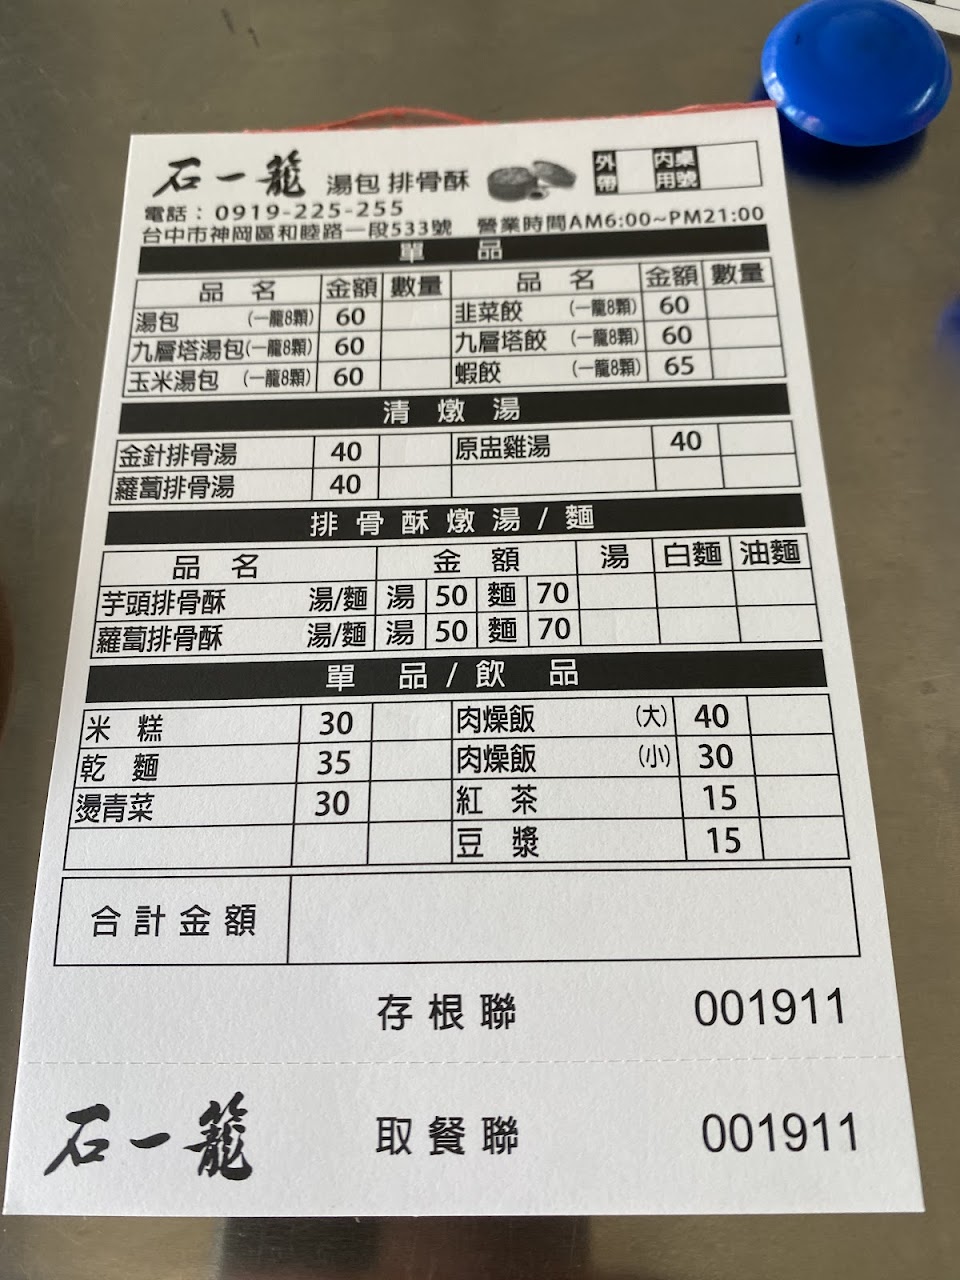 石一籠 湯包 排骨酥 外帶 內用 桌號
電話：0919-225-255
台中市神岡區和睦路一段533號 營業時間AM6:00~PM21:00
單 品
品 名 金額 數量 品 名 金額 數量
湯包 (一籠8顆) 60 韭菜餃 (一籠8顆) 60
九層塔湯包(一籠8顆) 60 九層塔餃 (一籠8顆) 60
玉米湯包 (一籠8顆) 60 蝦餃 (一籠8顆) 65
清 燉 湯
金針排骨湯 40 原盅雞湯 40
蘿蔔排骨湯 40
排 骨 酥 燉 湯 / 麵
品 名 金 額 湯 白麵 油麵
芋頭排骨酥 湯/麵 湯 50 麵 70
蘿蔔排骨酥 湯/麵 湯 50 麵 70
單 品 / 飲 品
米 糕 30 肉燥飯 (大) 40
乾 麵 35 肉燥飯 (小) 30
燙青菜 30 紅 茶 15
豆 漿 15
合 計 金 額
存 根 聯 001911
石一籠 取 餐 聯 001911